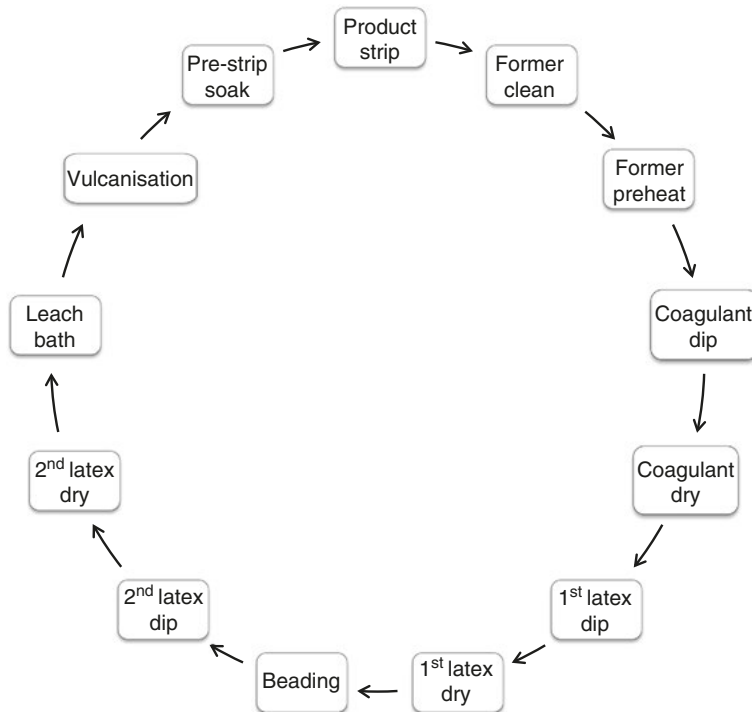 Product
strip
Former
clean
Former
preheat
Coagulant
dip
Coagulant
dry
1st latex
dip
1st latex
dry
Beading
2nd latex
dip
2nd latex
dry
Leach
bath
Vulcanisation
Pre-strip
soak